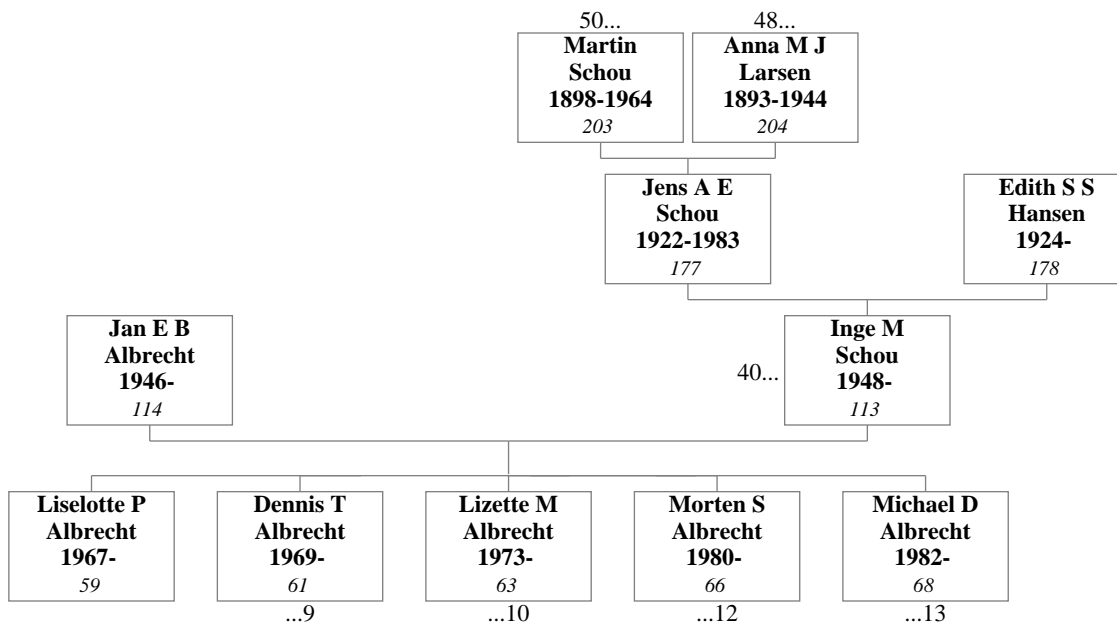 50...
Martin
Schou
1898-1964
203
48...
Anna M J
Larsen
1893-1944
204
Jens A E
Schou
1922-1983
177
Edith S S
Hansen
1924-
178
Jan E B
Albrecht
1946-
114
40...
Inge M
Schou
1948-
113
Liselotte P
Albrecht
1967-
59
Dennis T
Albrecht
1969-
61
...9
Lizette M
Albrecht
1973-
63
...10
Morten S
Albrecht
1980-
66
...12
Michael D
Albrecht
1982-
68
...13